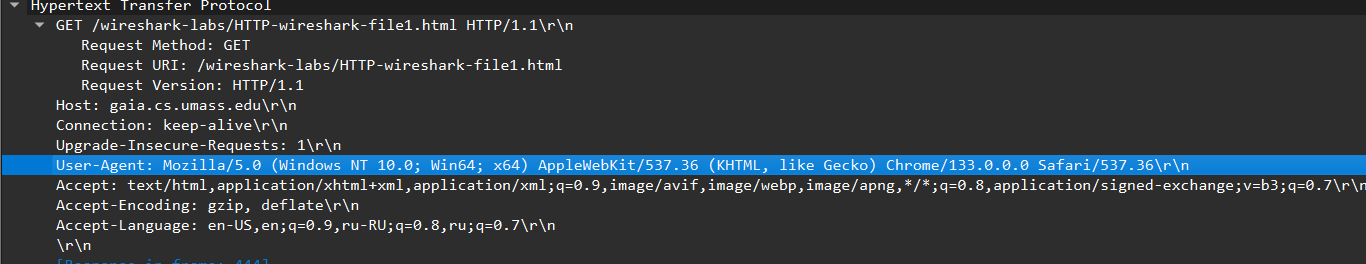 Hypertext Transfer Protocol
GET /wireshark-labs/HTTP-wireshark-file1.html HTTP/1.1\r\n
Request Method: GET
Request URI: /wireshark-labs/HTTP-wireshark-file1.html
Request Version: HTTP/1.1
Host: gaia.cs.umass.edu\r\n
Connection: keep-alive\r\n
Upgrade-Insecure-Requests: 1\r\n
User-Agent: Mozilla/5.0 (Windows NT 10.0; Win64; x64) AppleWebKit/537.36 (KHTML, like Gecko) Chrome/133.0.0.0 Safari/537.36\r\n
Accept: text/html,application/xhtml+xml,application/xml;q=0.9,image/avif,image/webp,image/apng,*/*;q=0.8,application/signed-exchange;v=b3;q=0.7\r\n
Accept-Encoding: gzip, deflate\r\n
Accept-Language: en-US,en;q=0.9,ru-RU;q=0.8,ru;q=0.7\r\n
\r\n
[Response in frame: 444]